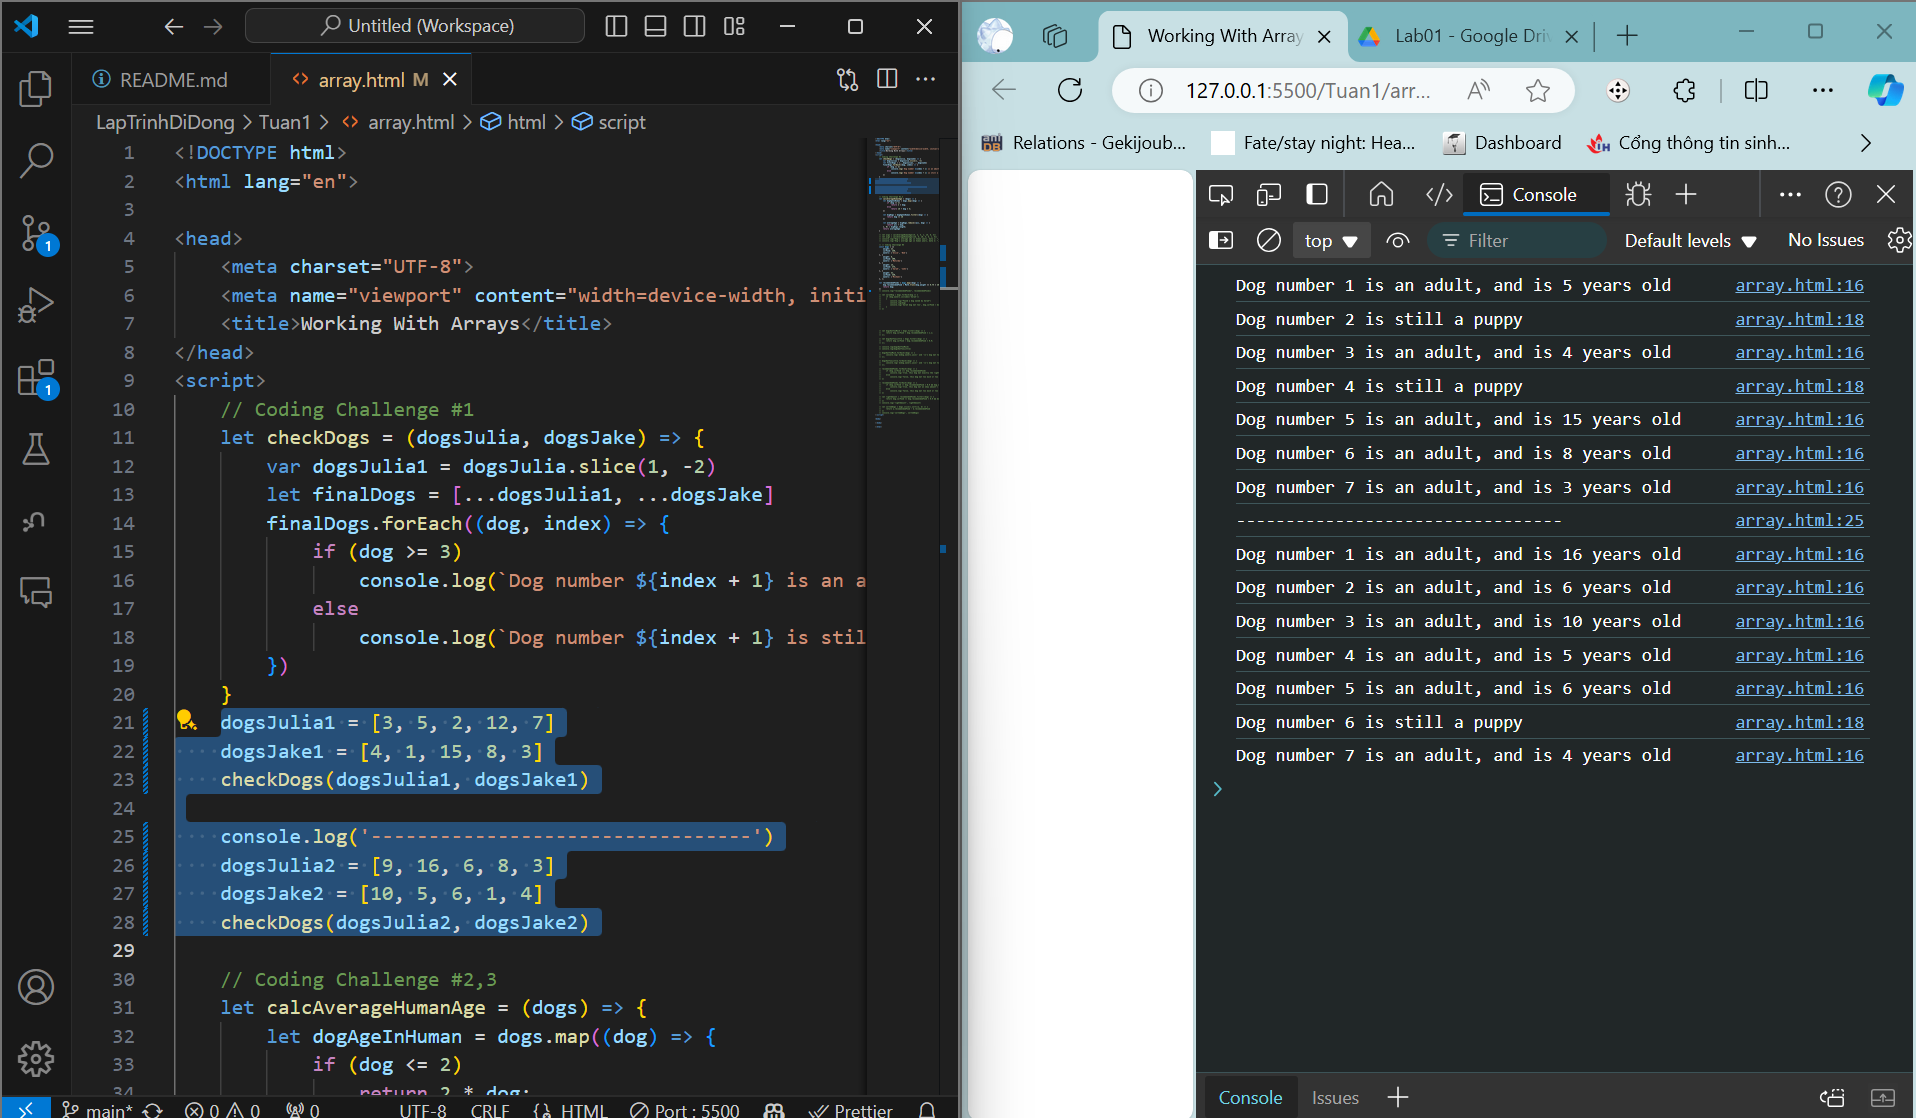 Untitled (Workspace)
README.md
array.html M
LapTrinhDiDong > Tuan1 > <> array.html > html > script
1 <!DOCTYPE html>
2 <html lang="en">
3
4 <head>
5 <meta charset="UTF-8">
6 <meta name="viewport" content="width=device-width, initi
7 <title>Working With Arrays</title>
8 </head>
9 <script>
10 // Coding Challenge #1
11 let checkDogs = (dogsJulia, dogsJake) => {
12 var dogsJulia1 = dogsJulia.slice(1, -2)
13 let finalDogs = [...dogsJulia1, ...dogsJake]
14 finalDogs.forEach((dog, index) => {
15 if (dog >= 3)
16 console.log(`Dog number ${index + 1} is an a
17 else
18 console.log(`Dog number ${index + 1} is stil
19 })
20 }
21 dogsJulia1 = [3, 5, 2, 12, 7]
22 dogsJake1 = [4, 1, 15, 8, 3]
23 checkDogs(dogsJulia1, dogsJake1)
24
25 console.log('---------------------------------')
26 dogsJulia2 = [9, 16, 6, 8, 3]
27 dogsJake2 = [10, 5, 6, 1, 4]
28 checkDogs(dogsJulia2, dogsJake2)
29
30 // Coding Challenge #2,3
31 let calcAverageHumanAge = (dogs) => {
32 let dogAgeInHuman = dogs.map((dog) => {
33 if (dog <= 2)
34 return 2 * dog;
1
1
main* 0 0 0 UTF-8 CRLF {} HTML Port : 5500 Prettier
Working With Array
Lab01 - Google Driv
127.0.0.1:5500/Tuan1/arr...
Relations - Gekijoub...
Fate/stay night: Hea...
Dashboard
Cổng thông tin sinh...
Console
top
Filter
Default levels
No Issues
Dog number 1 is an adult, and is 5 years old array.html:16
Dog number 2 is still a puppy array.html:18
Dog number 3 is an adult, and is 4 years old array.html:16
Dog number 4 is still a puppy array.html:18
Dog number 5 is an adult, and is 15 years old array.html:16
Dog number 6 is an adult, and is 8 years old array.html:16
Dog number 7 is an adult, and is 3 years old array.html:16
--------------------------------- array.html:25
Dog number 1 is an adult, and is 16 years old array.html:16
Dog number 2 is an adult, and is 6 years old array.html:16
Dog number 3 is an adult, and is 10 years old array.html:16
Dog number 4 is an adult, and is 5 years old array.html:16
Dog number 5 is an adult, and is 6 years old array.html:16
Dog number 6 is still a puppy array.html:18
Dog number 7 is an adult, and is 4 years old array.html:16
Console
Issues